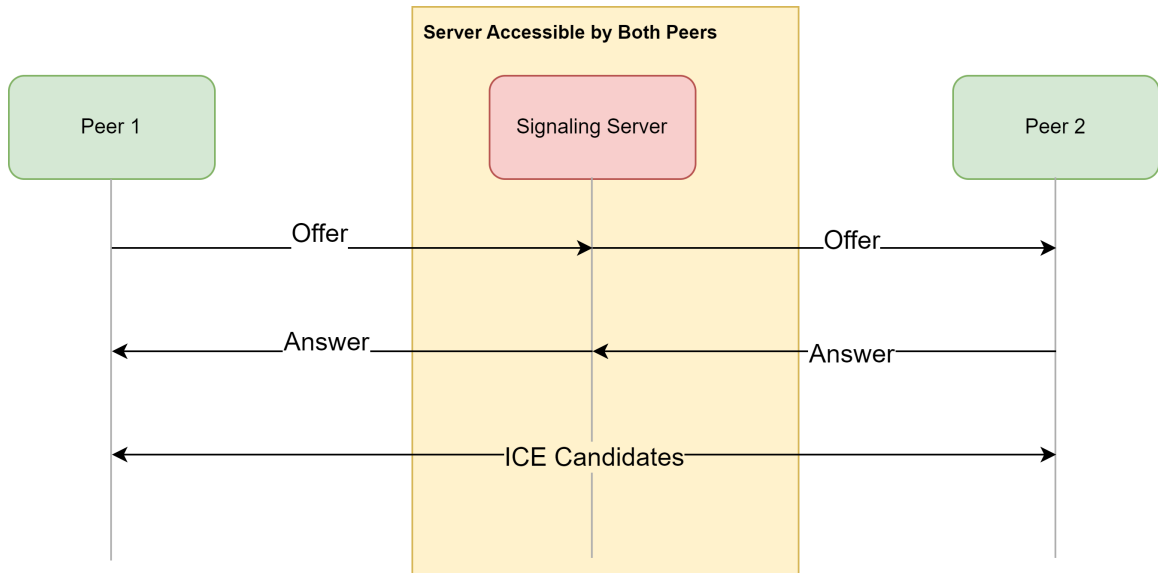 Server Accessible by Both Peers
Peer 1
Signaling Server
Peer 2
Offer
Offer
Answer
Answer
ICE Candidates